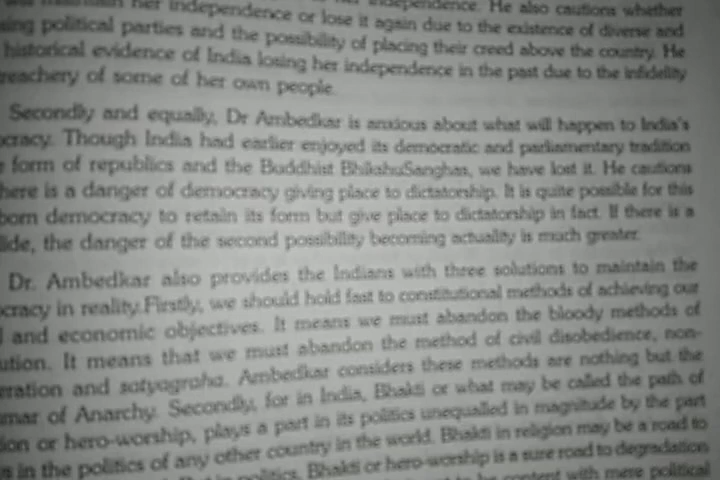 her independence or lose it again due to the existence of diverse and
political parties and the possibility of placing their creed above the country. He
historical evidence of India losing her independence in the past due to the infidelity
of some of her own people.
Secondly and equally, Dr Ambedkar is anxious about what will happen to India's
Though India had earlier enjoyed its democratic and parliamentary tradition
form of republics and the Buddhist BhikshuSanghas, we have lost it. He cautions
here is a danger of democracy giving place to dictatorship. It is quite possible for this
born democracy to retain its form but give place to dictatorship in fact. If there is a
lide, the danger of the second possibility becoming actuality is much greater.
Dr. Ambedkar also provides the Indians with three solutions to maintain the
cracy in reality.Firstly, we should hold fast to constitutional methods of achieving our
and economic objectives. It means we must abandon the bloody methods of
ution. It means that we must abandon the method of civil disobedience, non-
eration and satyagraha. Ambedkar considers these methods are nothing but the
mar of Anarchy. Secondly, for in India, Bhakti or what may be called the path of
ion or hero-worship, plays a part in its politics unequalled in magnitude by the part
in the politics of any other country in the world. Bhakti in religion may be a road to
politics, Bhakti or hero-worship is a sure road to degradation
content with mere political